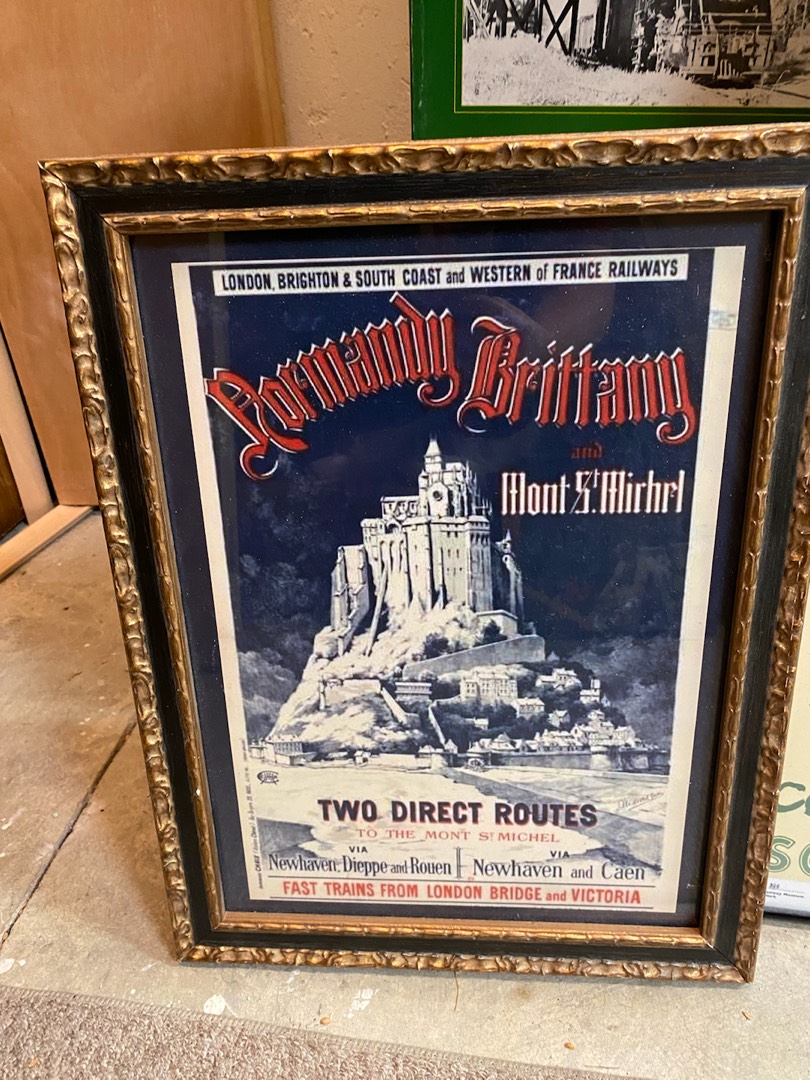 LONDON, BRIGHTON & SOUTH COAST and WESTERN of FRANCE RAILWAYS
Normandy Brittany
and
Mont St. Michel
TWO DIRECT ROUTES
TO THE MONT St MICHEL
VIA
Newhaven, Dieppe and Rouen
VIA
Newhaven and Caen
FAST TRAINS FROM LONDON BRIDGE and VICTORIA